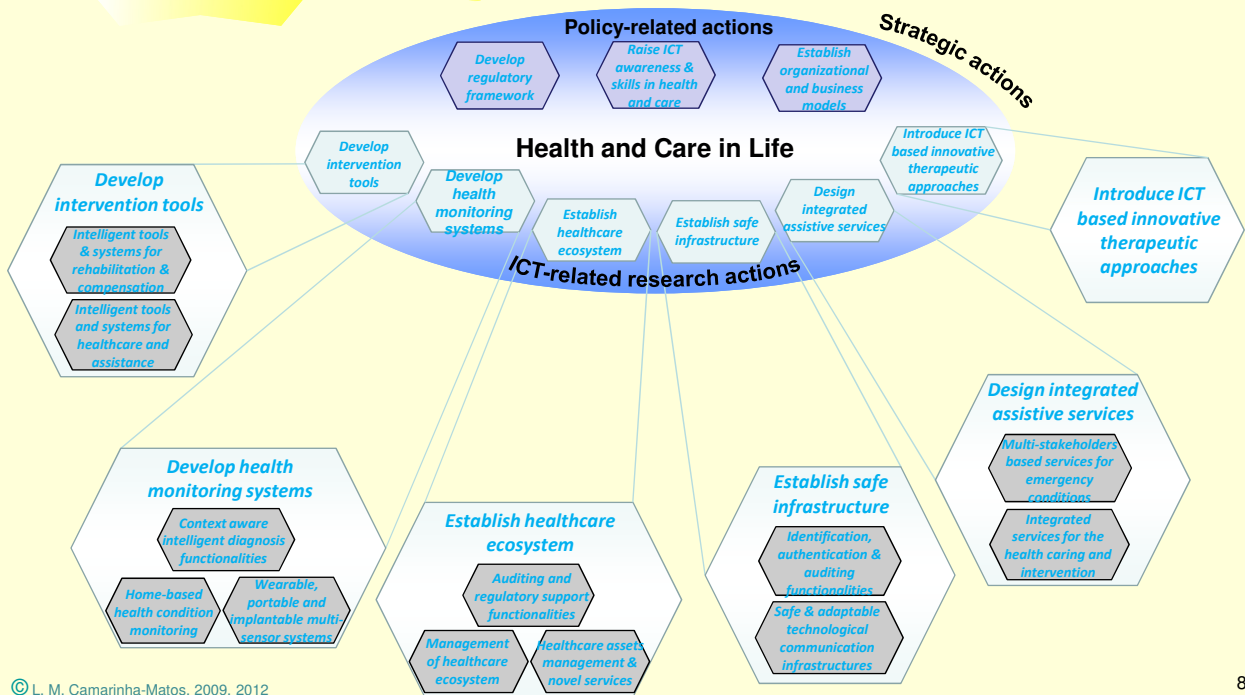 Policy-related actions
Strategic actions
Develop
regulatory
framework
Raise ICT
awareness &
skills in health
and care
Establish
organizational
and business
models
Health and Care in Life
Develop
intervention
tools
Develop
health
monitoring
systems
Establish
healthcare
ecosystem
Establish safe
infrastructure
Design
integrated
assistive services
Introduce ICT
based innovative
therapeutic
approaches
ICT-related research actions
Develop
intervention tools
Intelligent tools
& systems for
rehabilitation &
compensation
Intelligent tools
and systems for
healthcare and
assistance
Introduce ICT
based innovative
therapeutic
approaches
Develop health
monitoring systems
Context aware
intelligent diagnosis
functionalities
Home-based
health condition
monitoring
Wearable,
portable and
implantable multi-
sensor systems
Establish healthcare
ecosystem
Auditing and
regulatory support
functionalities
Management
of healthcare
ecosystem
Healthcare assets
management &
novel services
Establish safe
infrastructure
Identification,
authentication &
auditing
functionalities
Safe & adaptable
technological
communication
infrastructures
Design integrated
assistive services
Multi-stakeholders
based services for
emergency
conditions
Integrated
services for the
health caring and
intervention
© L. M. Camarinha-Matos, 2009, 2012
8